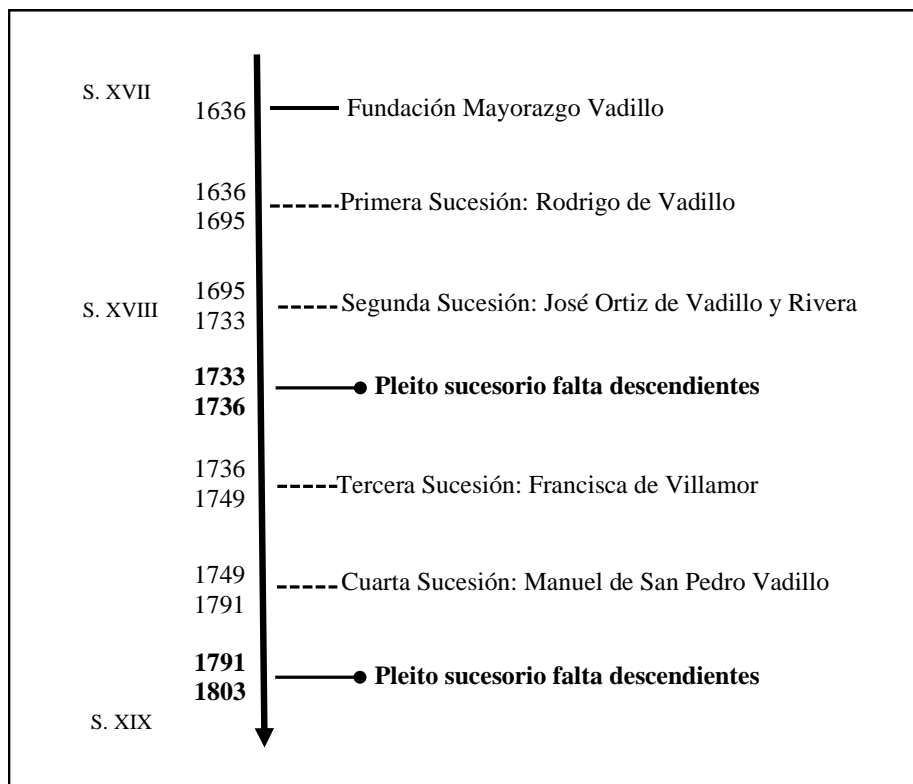 S. XVII
1636 Fundación Mayorazgo Vadillo
1636
1695
Primera Sucesión: Rodrigo de Vadillo
S. XVIII
1695
1733
Segunda Sucesión: José Ortiz de Vadillo y Rivera
1733
1736
Pleito sucesorio falta descendientes
1736
1749
Tercera Sucesión: Francisca de Villamor
1749
1791
Cuarta Sucesión: Manuel de San Pedro Vadillo
1791
1803
Pleito sucesorio falta descendientes
S. XIX